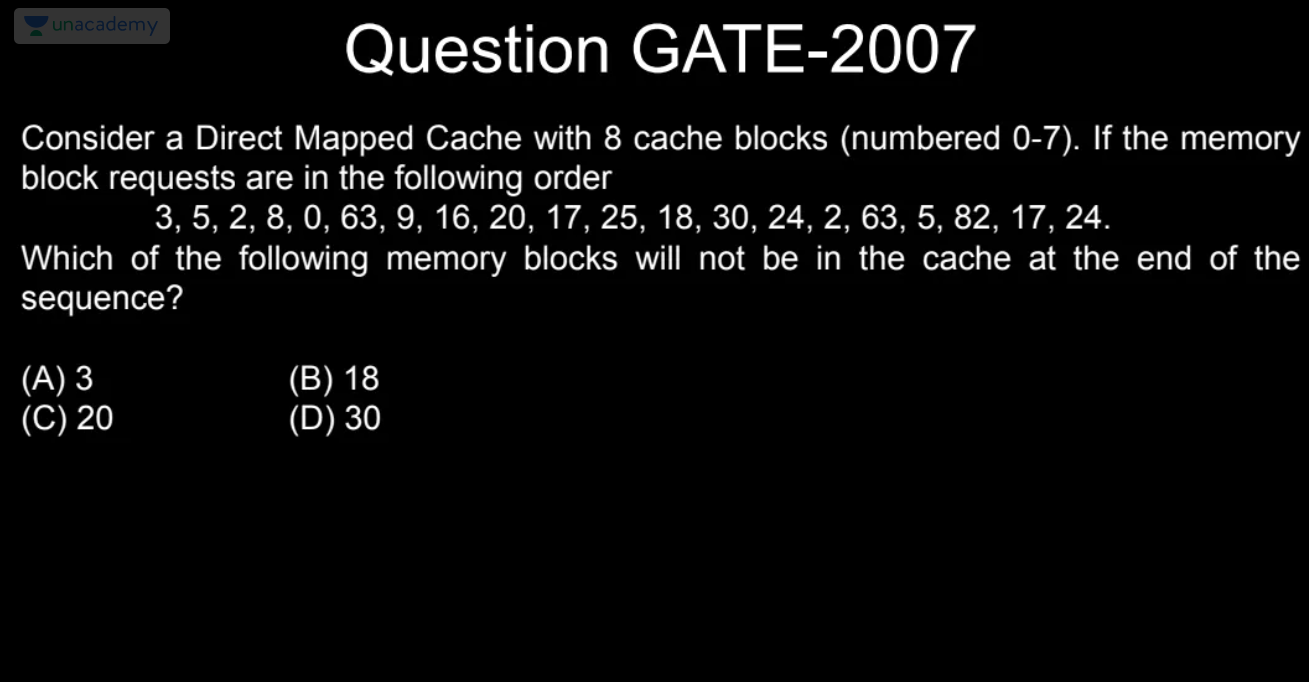 unacademy
Question GATE-2007
Consider a Direct Mapped Cache with 8 cache blocks (numbered 0-7). If the memory
block requests are in the following order
3, 5, 2, 8, 0, 63, 9, 16, 20, 17, 25, 18, 30, 24, 2, 63, 5, 82, 17, 24.
Which of the following memory blocks will not be in the cache at the end of the
sequence?
(A) 3 (B) 18
(C) 20 (D) 30